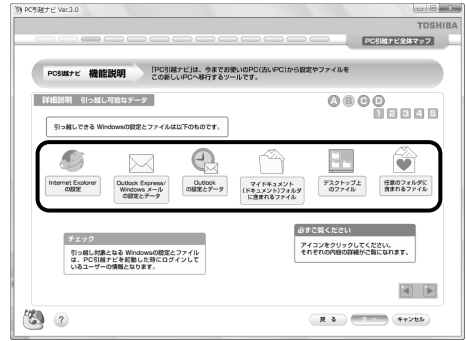 PC引越ナビ Ver.3.0
TOSHIBA
PC引越ナビ全体マップ
PC引越ナビ 機能説明
「PC引越ナビ」は、今までお使いのPC(古いPC)から設定やファイルを
この新しいPCへ移行するツールです。
詳細説明 引っ越し可能なデータ
A B C D
1 2 3 4 5
引っ越しできる Windowsの設定とファイルは以下のものです。
Internet Explorer
の設定
Outlook Express/
Windows メール
の設定とデータ
Outlook
の設定とデータ
マイドキュメント
(ドキュメント)フォルダ
に含まれるファイル
デスクトップ上
のファイル
任意のフォルダに
含まれるファイル
チェック
引っ越し対象となる Windowsの設定とファイル
は、PC引越ナビを起動した時にログインして
いるユーザーの情報となります。
必ずご覧ください
アイコンをクリックしてください。
それぞれの内容の詳細がご覧になれます。
?
戻 る
次 へ
キャンセル